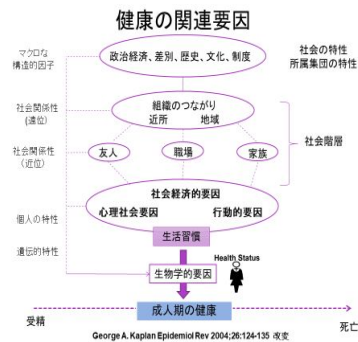 健康の関連要因
マクロな
構造的因子
政治経済、差別、歴史、文化、制度
社会の特性
所属集団の特性
社会関係性
(遠位)
組織のつながり
近所 地域
社会関係性
(近位)
友人
職場
家族
社会階層
社会経済的要因
心理社会要因 行動的要因
個人の特性
生活習慣
遺伝的特性
生物学的要因
Health Status
成人期の健康
受精
死亡
George A. Kaplan Epidemiol Rev 2004;26:124-135 改変